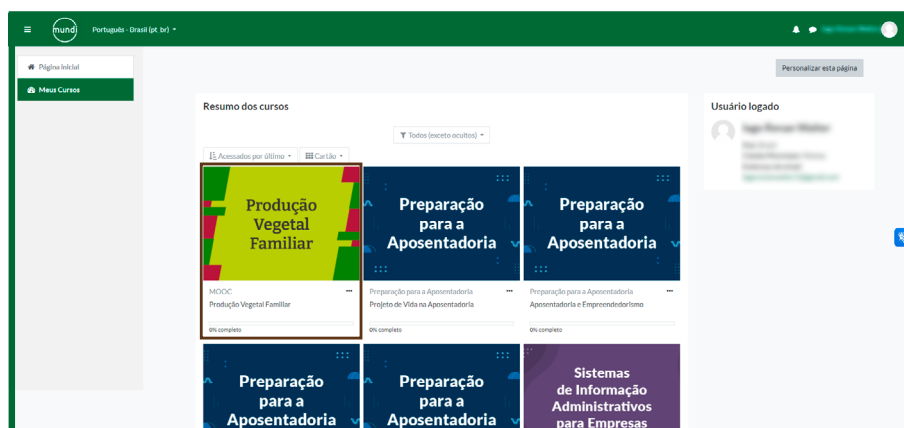 mundi
Português - Brasil (pt_br)
Página Inicial
Meus Cursos
Personalizar esta página
Resumo dos cursos
Todos (exceto ocultos)
Acessados por último
Cartão
Usuário logado
Produção
Vegetal
Familiar
MOOC
Produção Vegetal Familiar
0% completo
Preparação
para a
Aposentadoria
Preparação para a Aposentadoria
Projeto de Vida na Aposentadoria
0% completo
Preparação
para a
Aposentadoria
Preparação para a Aposentadoria
Aposentadoria e Empreendedorismo
0% completo
Preparação
para a
Aposentadoria
Preparação
para a
Aposentadoria
Sistemas
de Informação
Administrativos
para Empresas